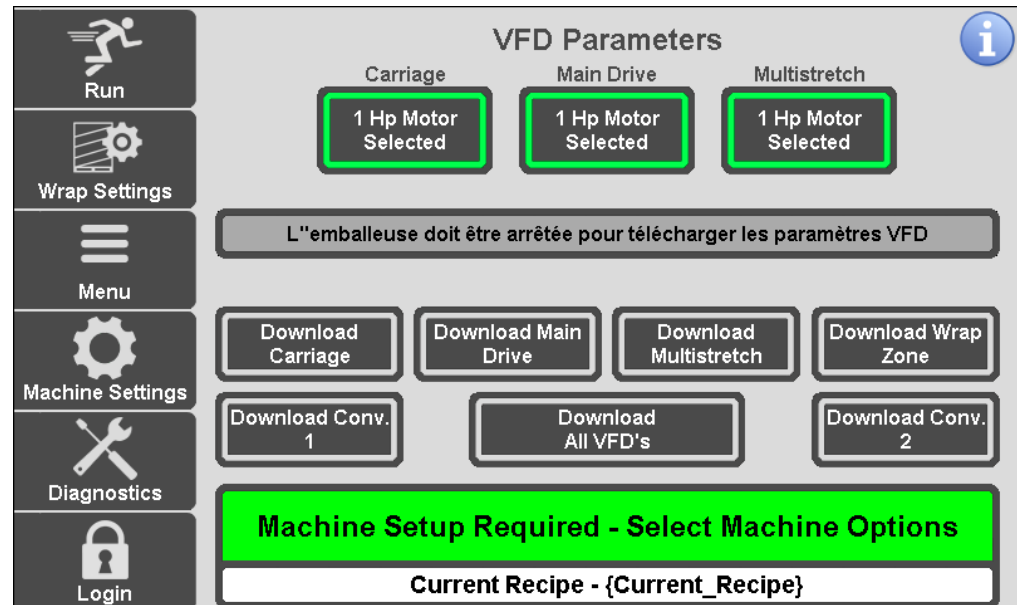 Run
Wrap Settings
Menu
Machine Settings
Diagnostics
Login
VFD Parameters
i
Carriage
Main Drive
Multistretch
1 Hp Motor
Selected
1 Hp Motor
Selected
1 Hp Motor
Selected
L''emballeuse doit être arrêtée pour télécharger les paramètres VFD
Download
Carriage
Download Main
Drive
Download
Multistretch
Download Wrap
Zone
Download Conv.
1
Download
All VFD's
Download Conv.
2
Machine Setup Required - Select Machine Options
Current Recipe - {Current_Recipe}